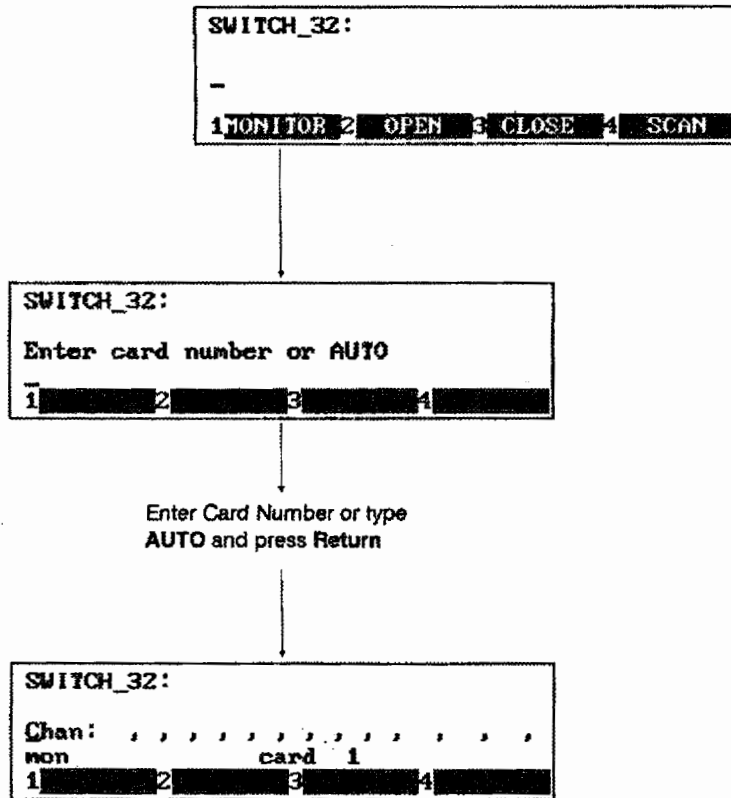 SWITCH_32:
_
1 MONITOR 2 OPEN 3 CLOSE 4 SCAN
SWITCH_32:
Enter card number or AUTO
_
1 2 3 4
Enter Card Number or type
AUTO and press Return
SWITCH_32:
Chan: , , , , , , , , , , , , , ,
mon card 1
1 2 3 4